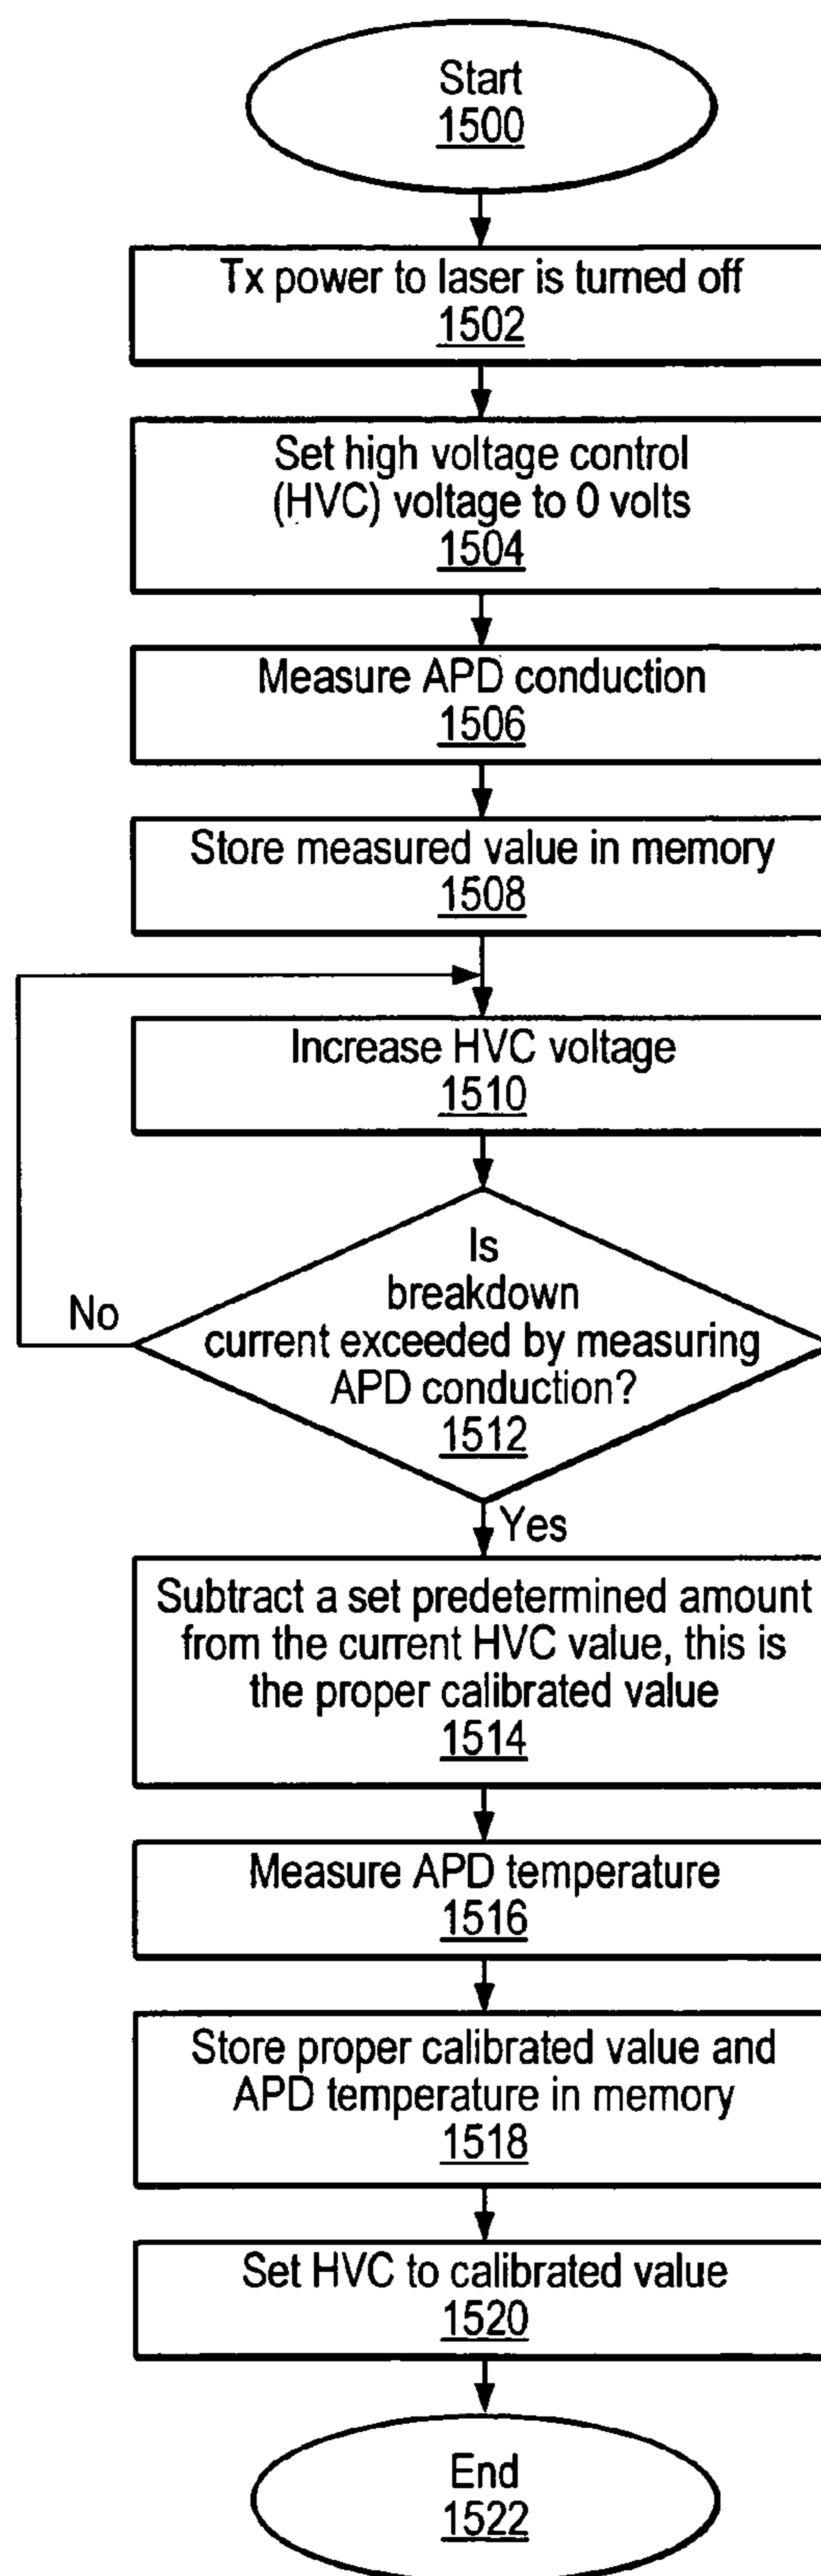 Start
1500
Tx power to laser is turned off
1502
Set high voltage control
(HVC) voltage to 0 volts
1504
Measure APD conduction
1506
Store measured value in memory
1508
Increase HVC voltage
1510
Is
breakdown
current exceeded by measuring
APD conduction?
1512
No
Yes
Subtract a set predetermined amount
from the current HVC value, this is
the proper calibrated value
1514
Measure APD temperature
1516
Store proper calibrated value and
APD temperature in memory
1518
Set HVC to calibrated value
1520
End
1522